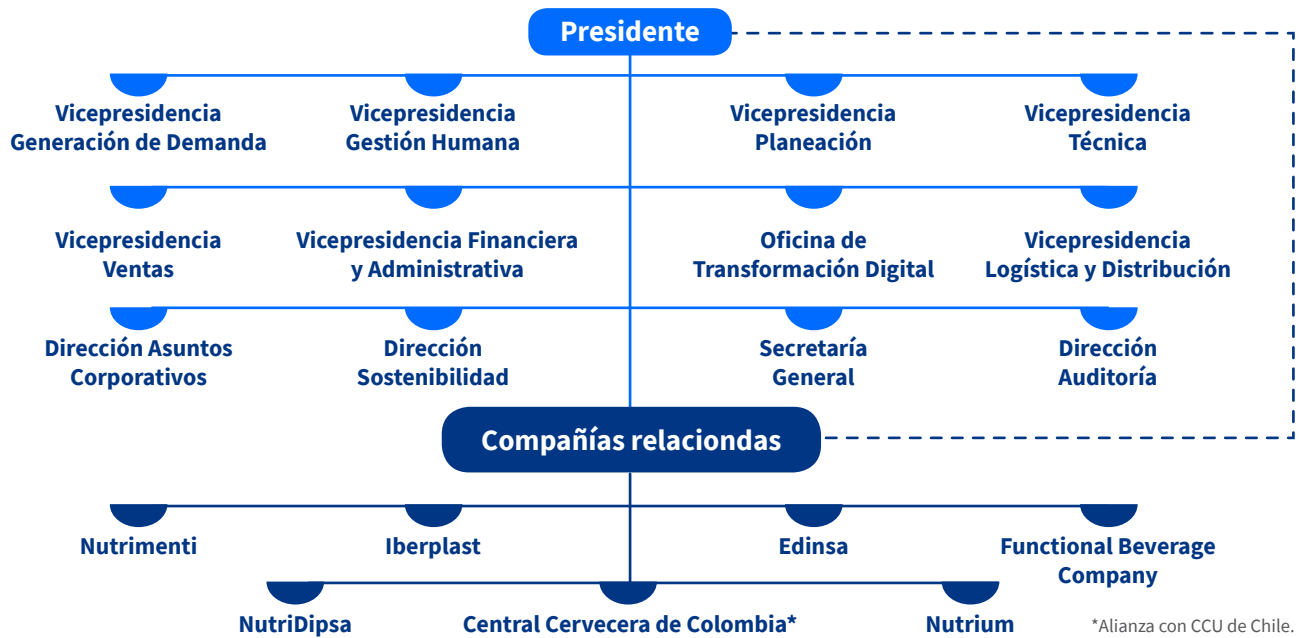 Presidente
Vicepresidencia
Generación de Demanda
Vicepresidencia
Gestión Humana
Vicepresidencia
Planeación
Vicepresidencia
Técnica
Vicepresidencia
Ventas
Vicepresidencia Financiera
y Administrativa
Oficina de
Transformación Digital
Vicepresidencia
Logística y Distribución
Dirección Asuntos
Corporativos
Dirección
Sostenibilidad
Secretaría
General
Dirección
Auditoría
Compañías relaciondas
Nutrimenti
Iberplast
Edinsa
Functional Beverage
Company
NutriDipsa
Central Cervecera de Colombia*
Nutrium
*Alianza con CCU de Chile.